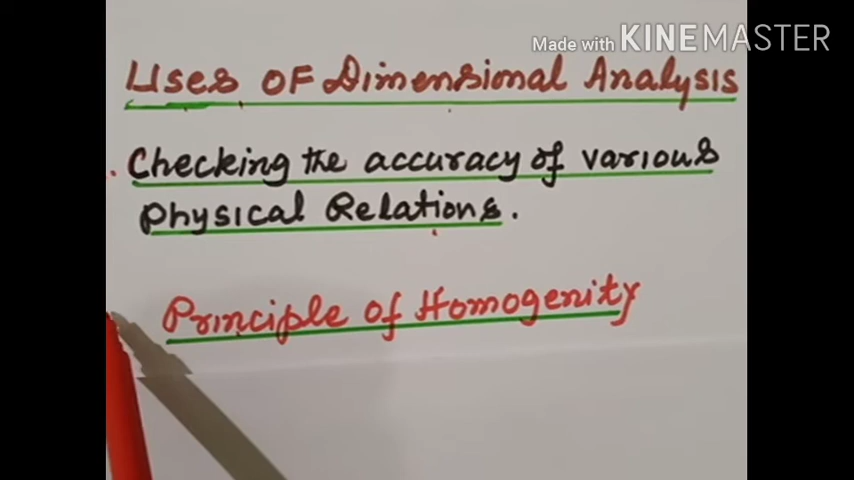 Made with KINEMASTER
Uses OF Dimensional Analysis
Checking the accuracy of various
Physical Relations.
Principle of Homogenity